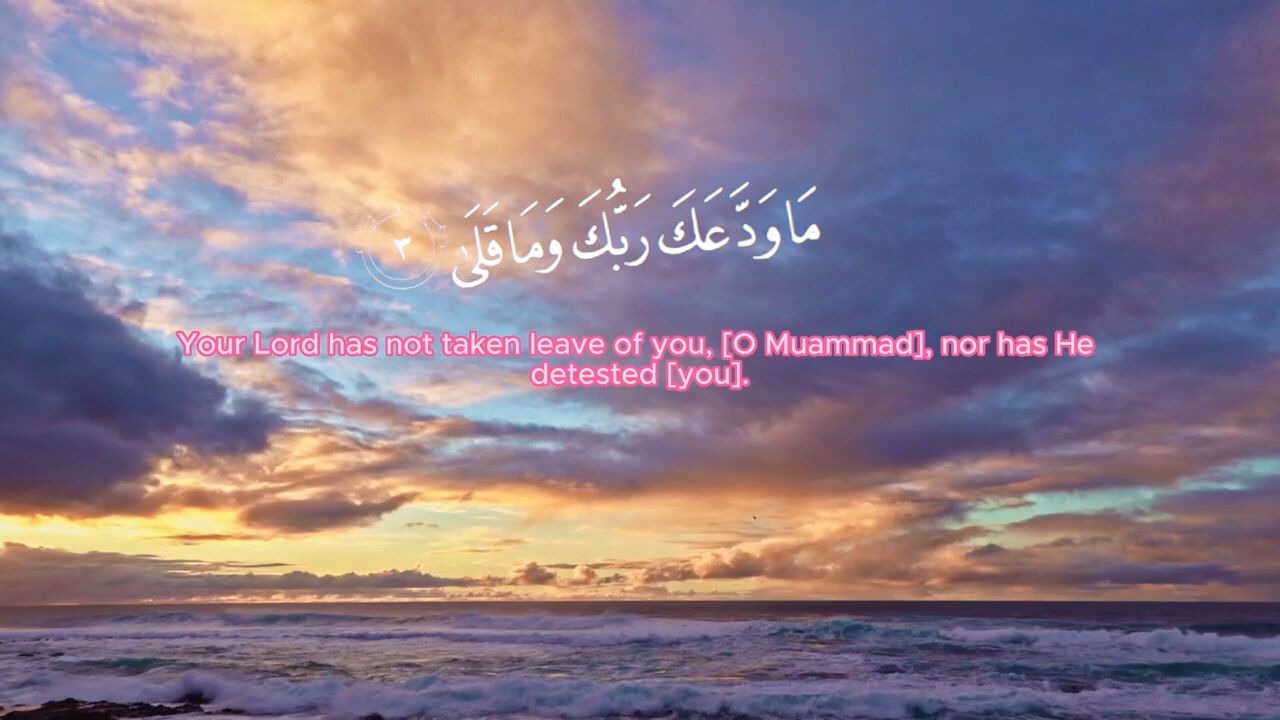 مَا وَدَّعَكَ رَبُّكَ وَمَا قَلَىٰ ٣
Your Lord has not taken leave of you, [O Muammad], nor has He
detested [you].